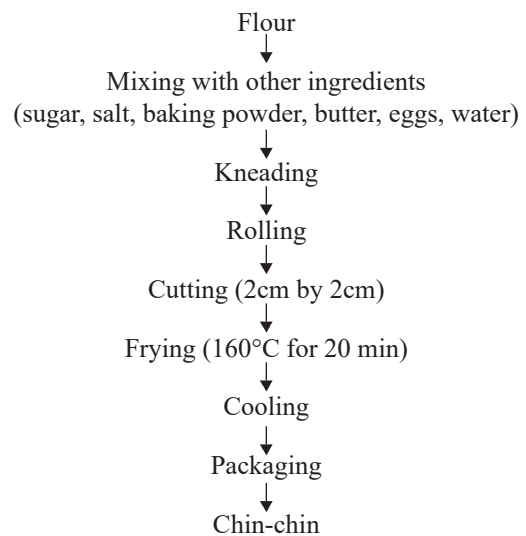 Flour
Mixing with other ingredients
(sugar, salt, baking powder, butter, eggs, water)
Kneading
Rolling
Cutting (2cm by 2cm)
Frying (160°C for 20 min)
Cooling
Packaging
Chin-chin